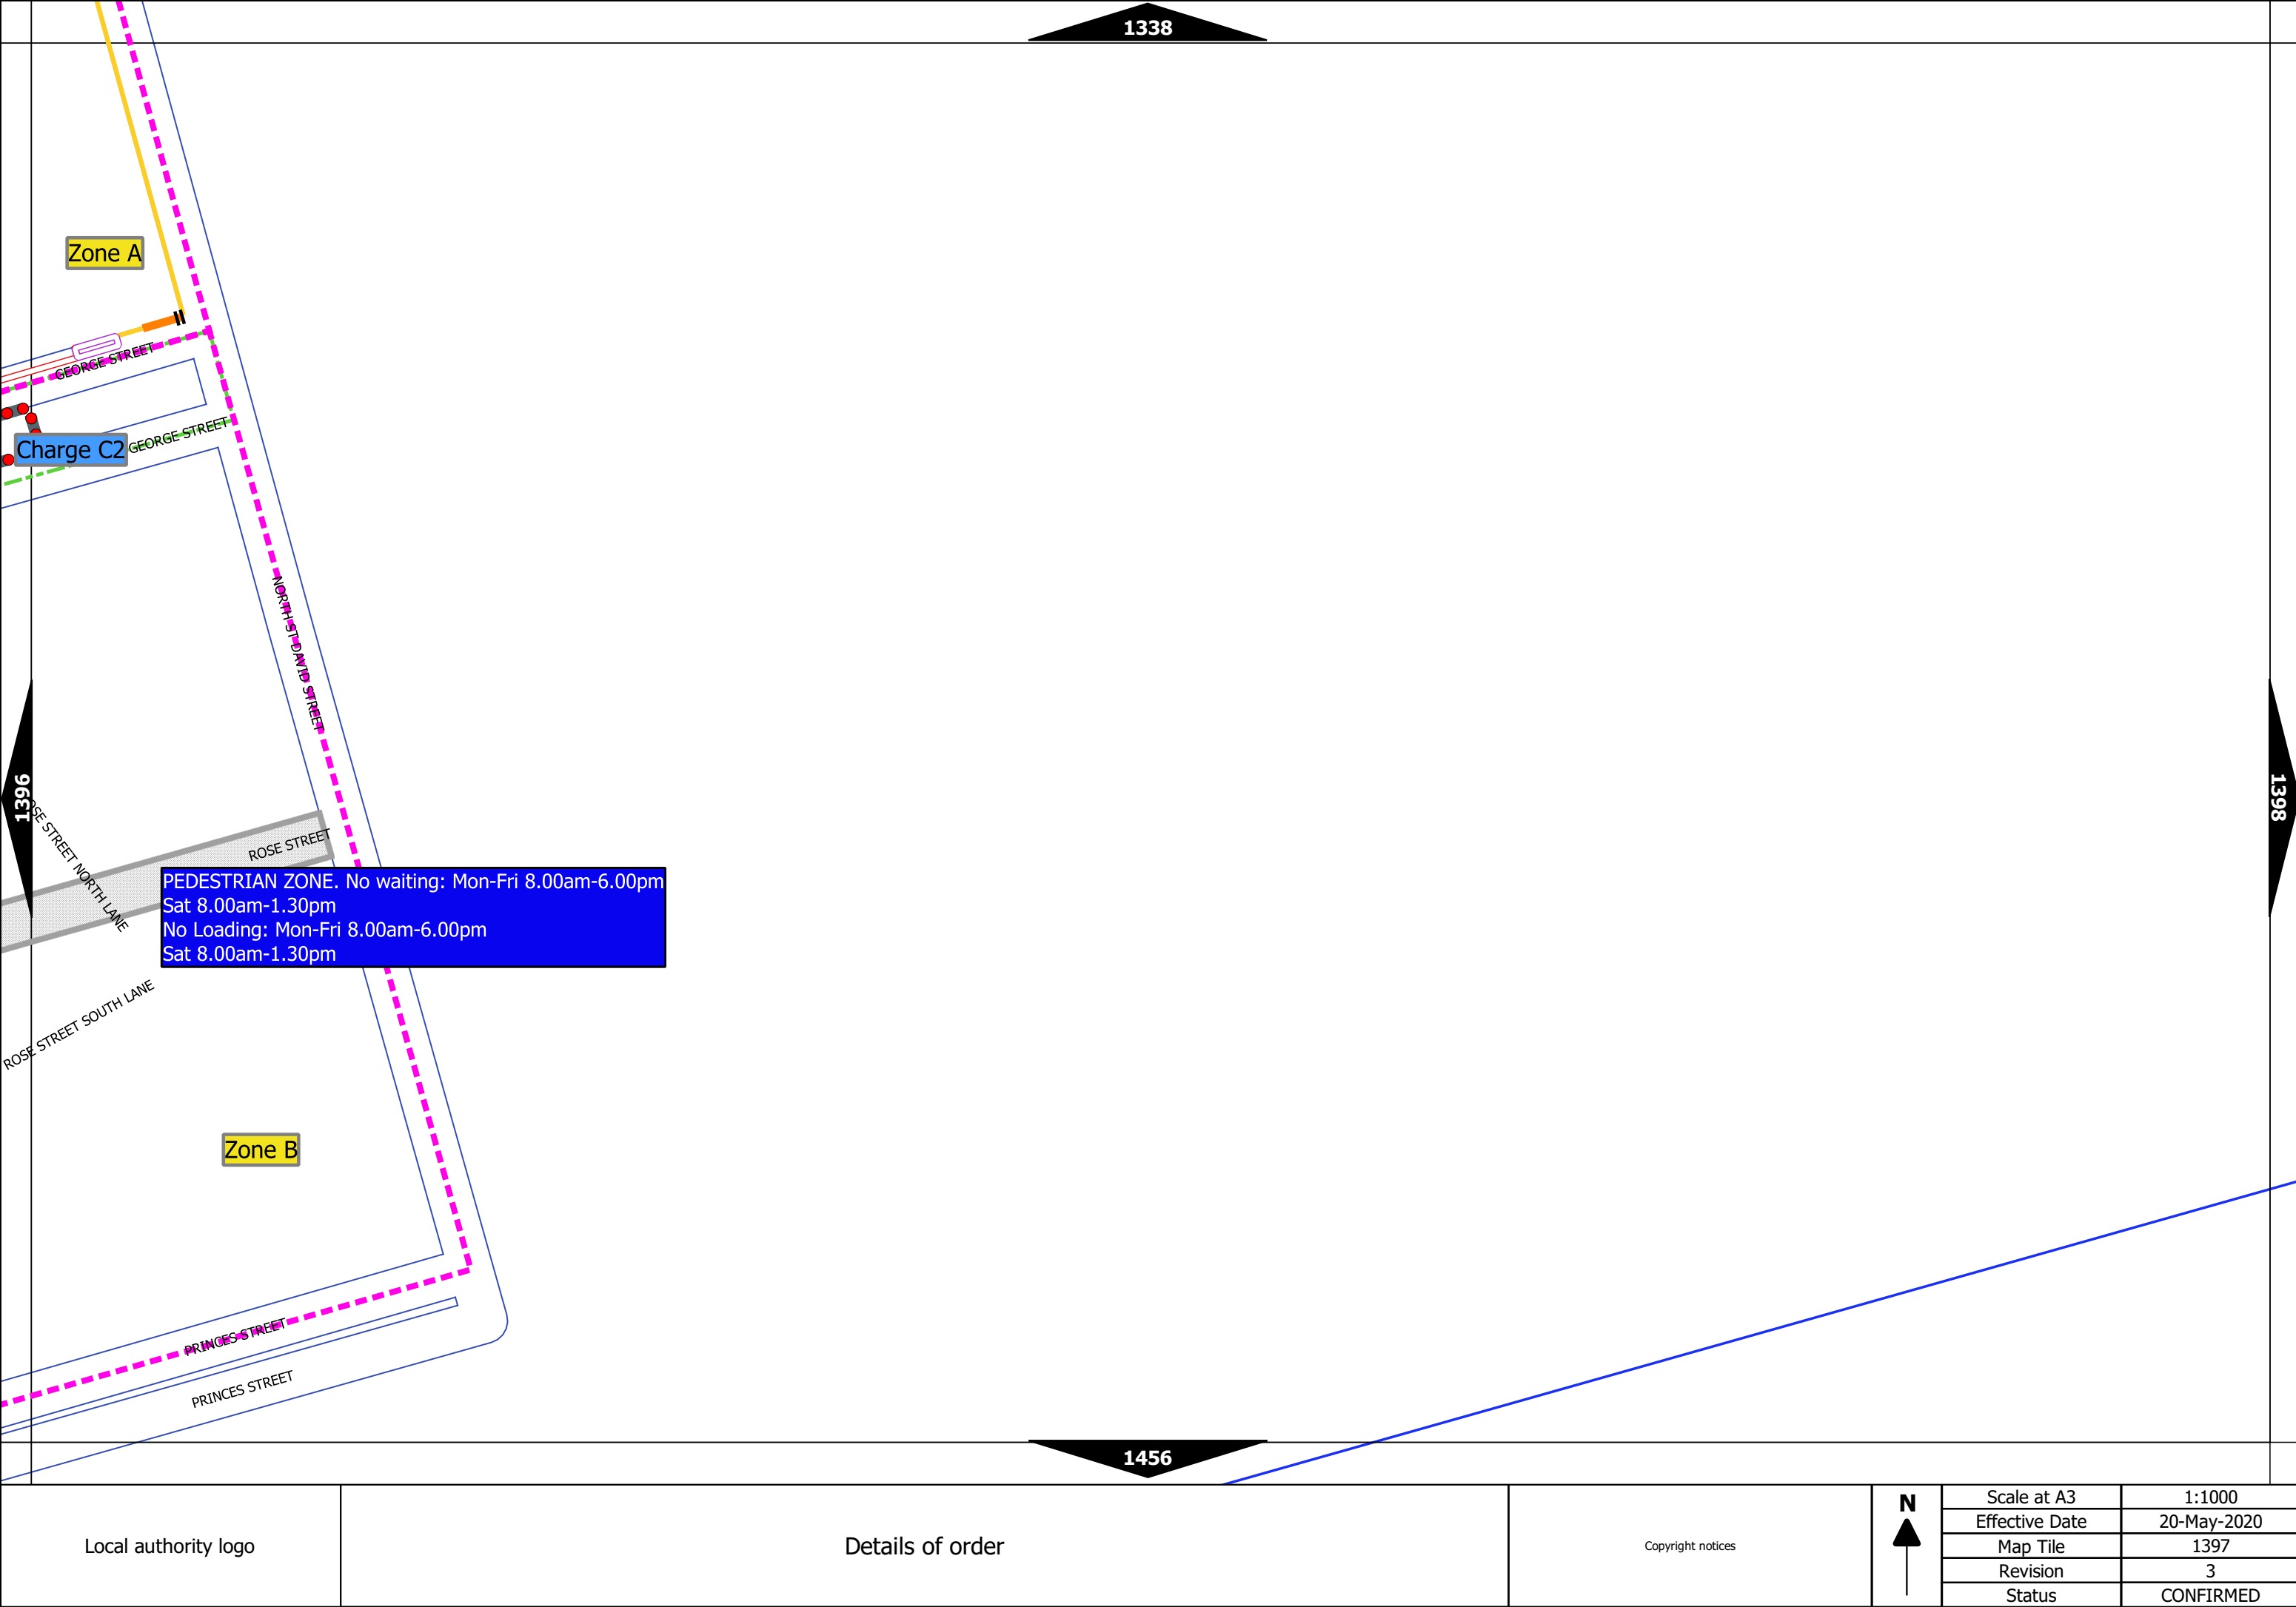 1338
Zone A
GEORGE STREET
GEORGE STREET
Charge C2
NORTH ST DAVID STREET
1396
1398
ROSE STREET
STREET NORTH LANE
PEDESTRIAN ZONE. No waiting: Mon-Fri 8.00am-6.00pm
Sat 8.00am-1.30pm
No Loading: Mon-Fri 8.00am-6.00pm
Sat 8.00am-1.30pm
ROSE STREET SOUTH LANE
Zone B
PRINCES STREET
PRINCES STREET
1456
Local authority logo
Details of order
Copyright notices
N
Scale at A3 1:1000
Effective Date 20-May-2020
Map Tile 1397
Revision 3
Status CONFIRMED